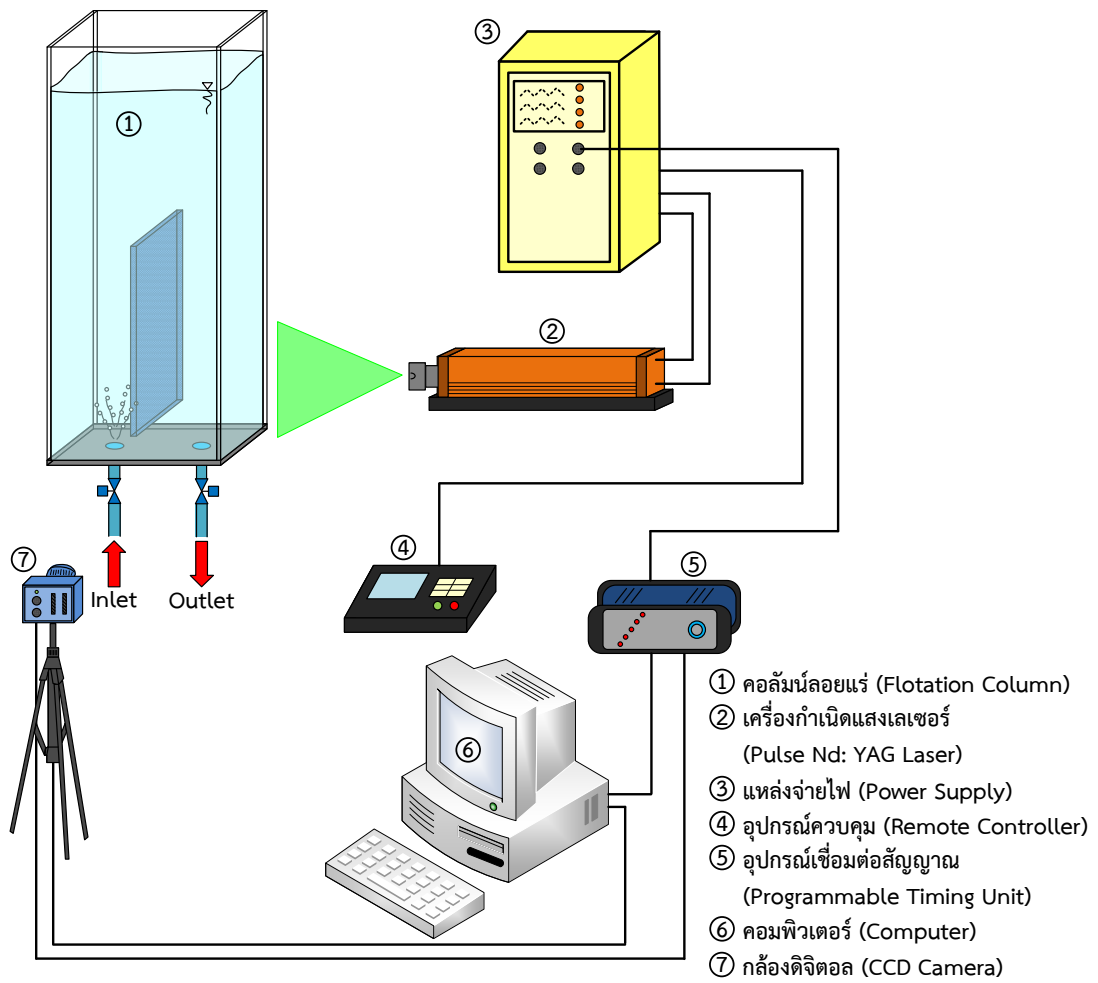 ③
①
②
④
⑦
⑤
Inlet
Outlet
⑥
① คอลัมน์ลอยแร่ (Flotation Column)
② เครื่องกำเนิดแสงเลเซอร์
(Pulse Nd: YAG Laser)
③ แหล่งจ่ายไฟ (Power Supply)
④ อุปกรณ์ควบคุม (Remote Controller)
⑤ อุปกรณ์เชื่อมต่อสัญญาณ
(Programmable Timing Unit)
⑥ คอมพิวเตอร์ (Computer)
⑦ กล้องดิจิตอล (CCD Camera)